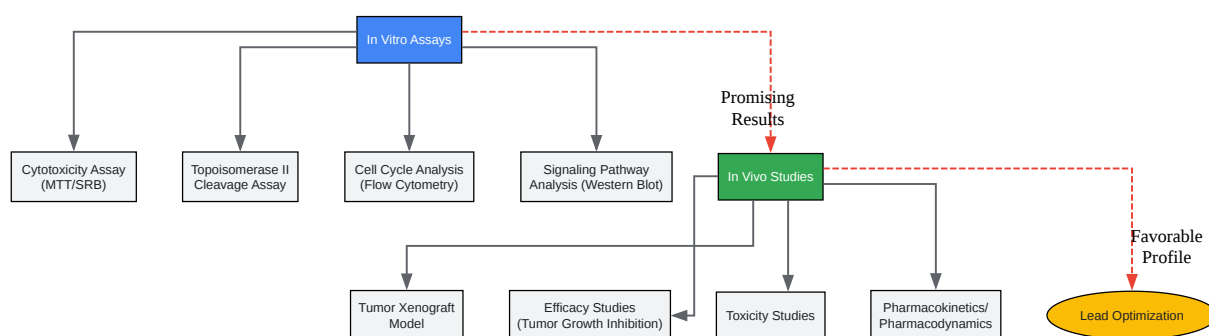 In Vitro Assays
Promising
Results
Cytotoxicity Assay
(MTT/SRB)
Topoisomerase II
Cleavage Assay
Cell Cycle Analysis
(Flow Cytometry)
Signaling Pathway
Analysis (Western Blot)
In Vivo Studies
Favorable
Profile
Tumor Xenograft
Model
Efficacy Studies
(Tumor Growth Inhibition)
Toxicity Studies
Pharmacokinetics/
Pharmacodynamics
Lead Optimization